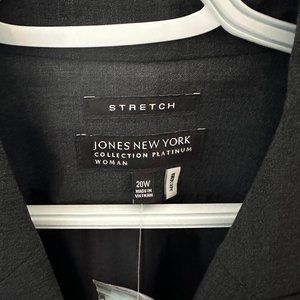 STRETCH
JONES NEW YORK
COLLECTION PLATINUM
WOMAN
20W
MADE IN
VIETNAM